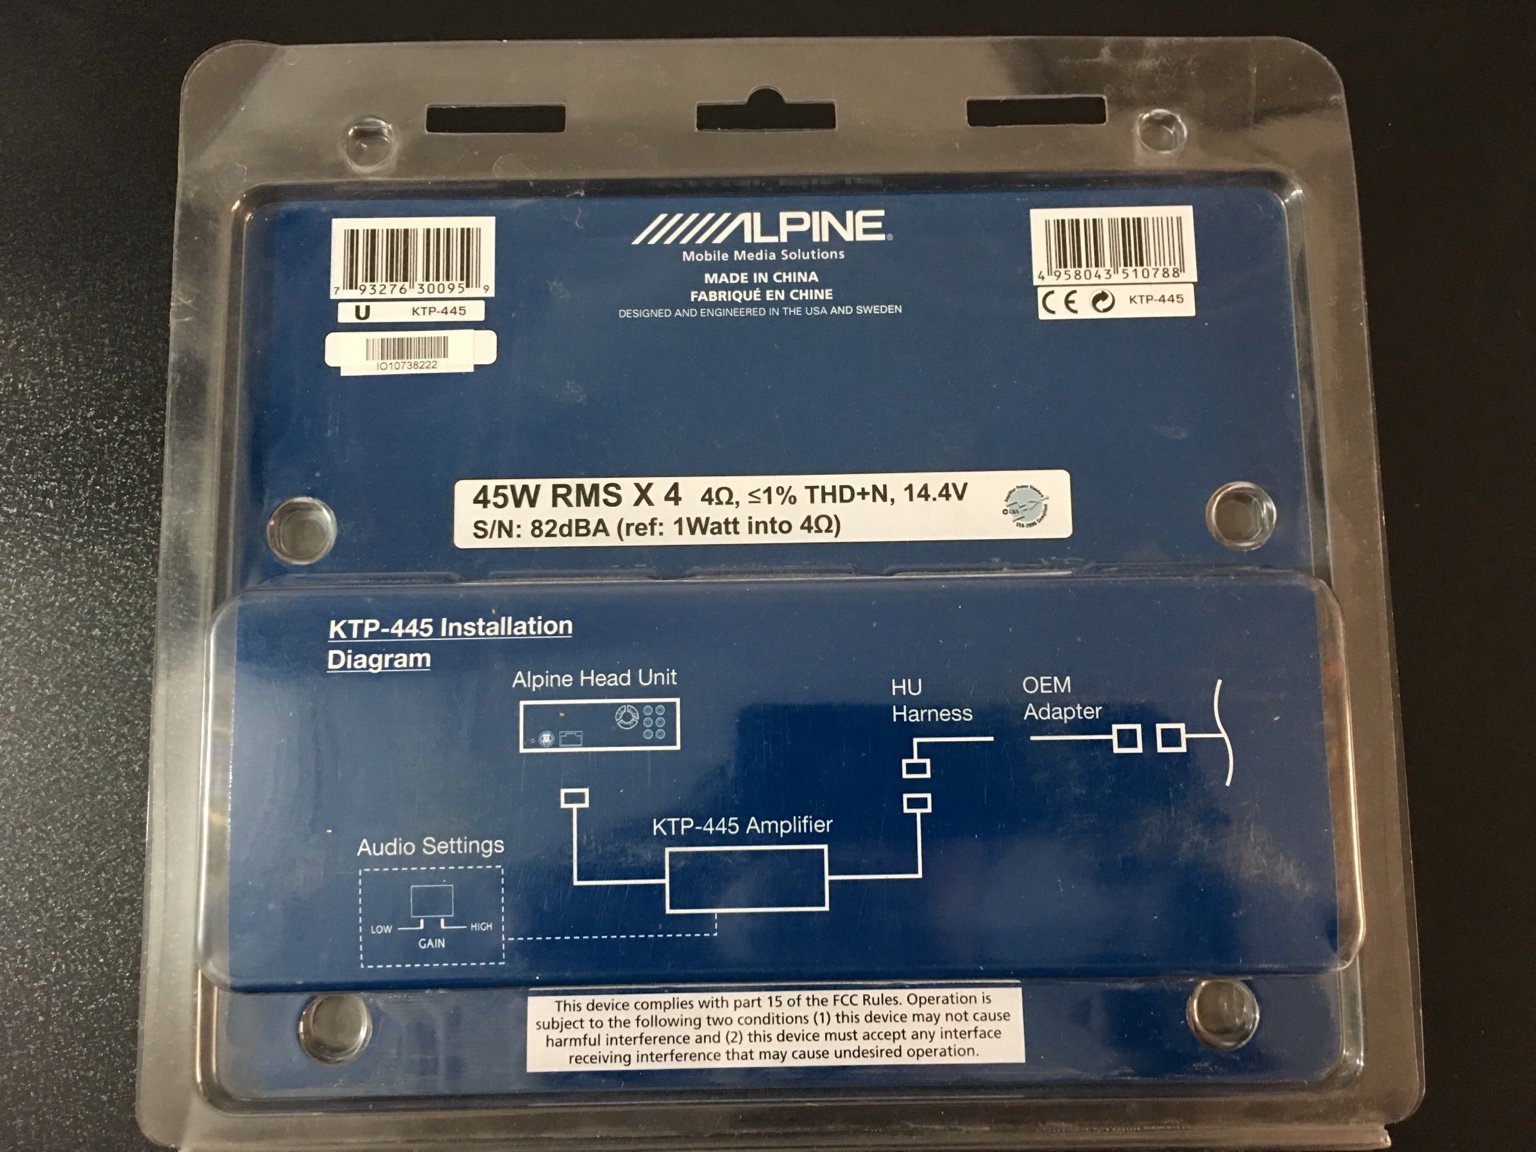 ALPINE®
Mobile Media Solutions
MADE IN CHINA
FABRIQUÉ EN CHINE
DESIGNED AND ENGINEERED IN THE USA AND SWEDEN
7 93276 30095 9
U KTP-445
IO10738222
4 958043 510788
CE KTP-445
45W RMS X 4 4Ω, ≤1% THD+N, 14.4V
S/N: 82dBA (ref: 1Watt into 4Ω)
KTP-445 Installation
Diagram
Alpine Head Unit
HU
Harness
OEM
Adapter
KTP-445 Amplifier
Audio Settings
LOW
HIGH
GAIN
This device complies with part 15 of the FCC Rules. Operation is
subject to the following two conditions (1) this device may not cause
harmful interference and (2) this device must accept any interface
receiving interference that may cause undesired operation.